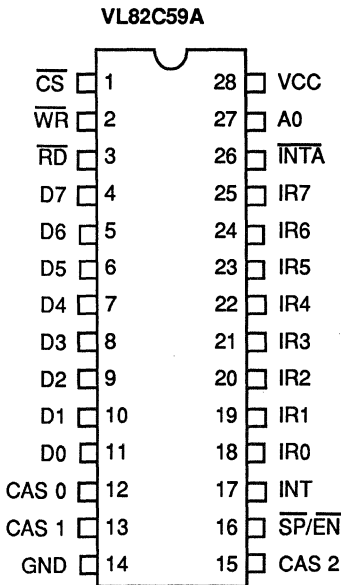 VL82C59A
CS 1 28 VCC
WR 2 27 A0
RD 3 26 INTA
D7 4 25 IR7
D6 5 24 IR6
D5 6 23 IR5
D4 7 22 IR4
D3 8 21 IR3
D2 9 20 IR2
D1 10 19 IR1
D0 11 18 IR0
CAS 0 12 17 INT
CAS 1 13 16 SP/EN
GND 14 15 CAS 2